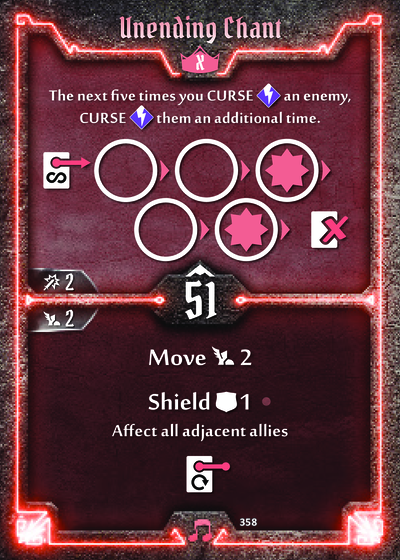 Unending Chant
X
The next five times you CURSE an enemy,
CURSE them an additional time.
2
51
2
Move 2
Shield 1
Affect all adjacent allies
358